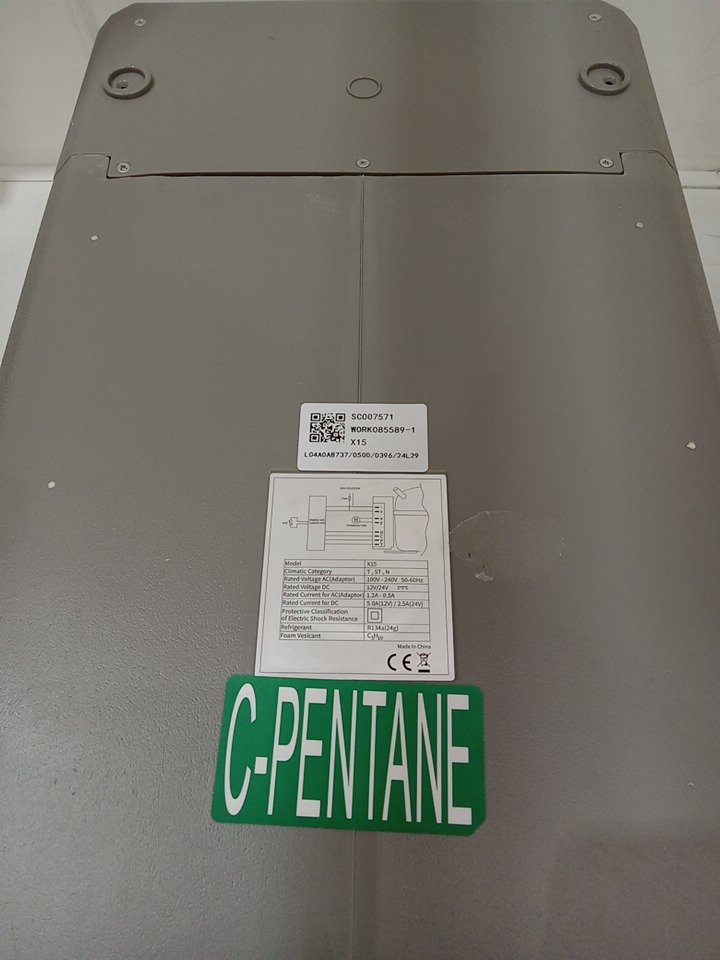 SC007571
WORK085589-1
X15
L04A0A8737/0500/0396/24L29
Model X15
Climatic Category T , ST , N
Rated Voltage AC(Adaptor) 100V - 240V 50-60Hz
Rated Voltage DC 12V/24V
Rated Current for AC(Adaptor) 1.2A - 0.5A
Rated Current for DC 5.0A(12V) / 2.5A(24V)
Protective Classification
of Electric Shock Resistance
Refrigerant R134a(24g)
Foam Vesicant C5H10
Made in China
CE
C-PENTANE